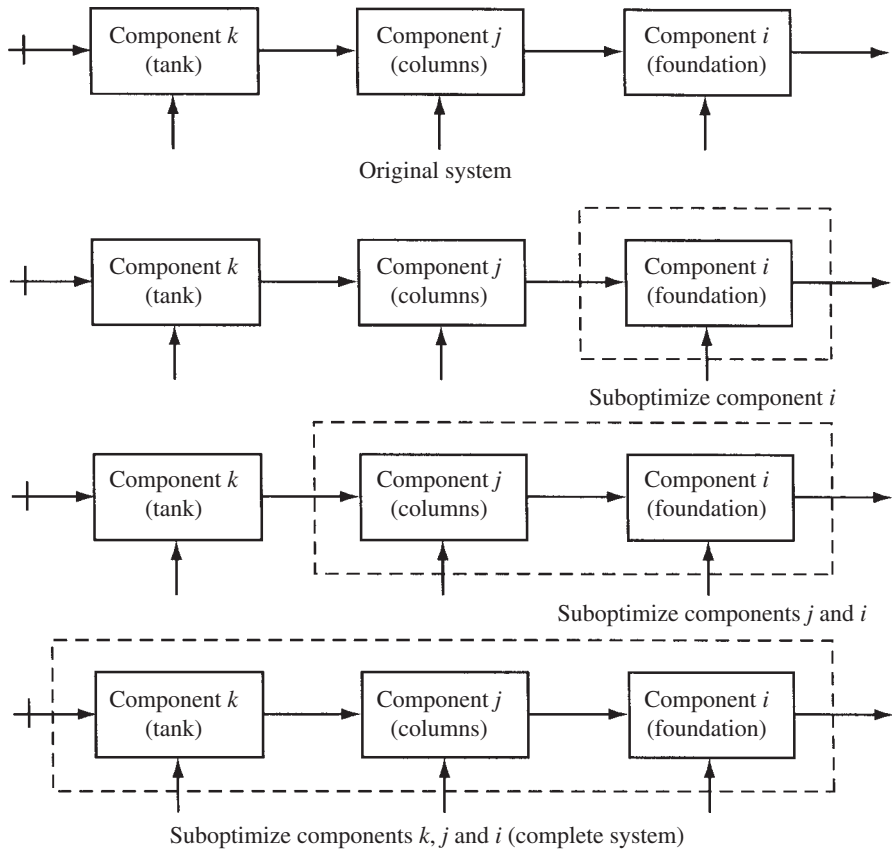 Component k
(tank)
Component j
(columns)
Component i
(foundation)
Original system
Component k
(tank)
Component j
(columns)
Component i
(foundation)
Suboptimize component i
Component k
(tank)
Component j
(columns)
Component i
(foundation)
Suboptimize components j and i
Component k
(tank)
Component j
(columns)
Component i
(foundation)
Suboptimize components k, j and i (complete system)